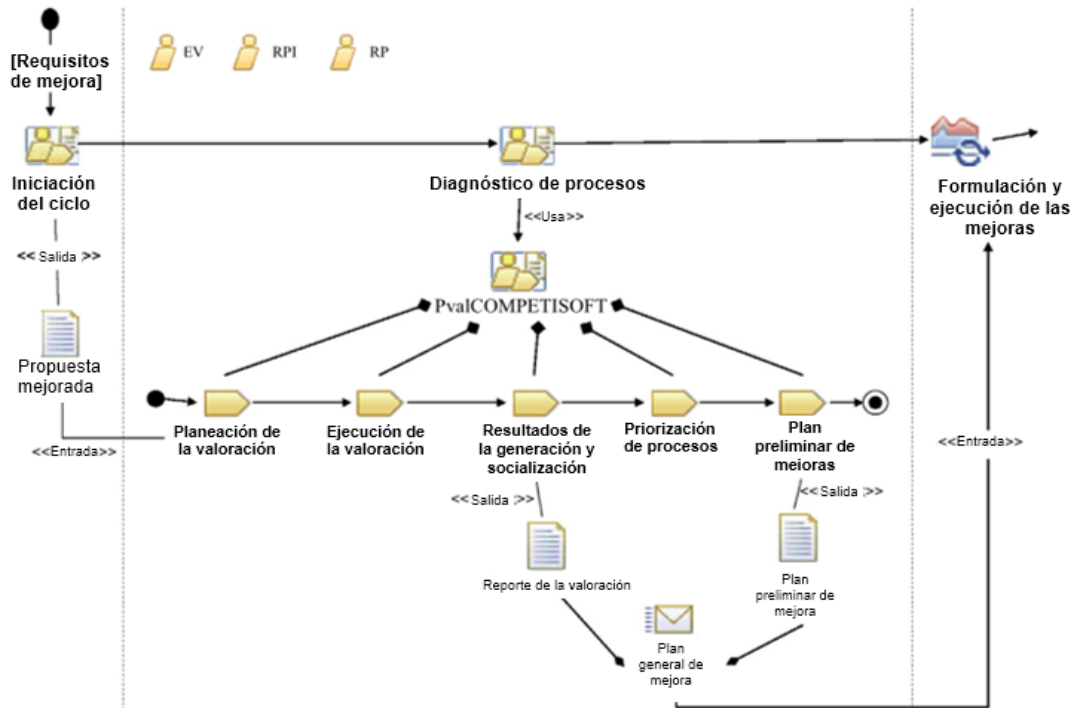 [Requisitos
de mejora]
EV
RPI
RP
Iniciación
del ciclo
Diagnóstico de procesos
Formulación y
ejecución de las
mejoras
<<Usa>>
<< Salida >>
PvalCOMPETISOFT
Propuesta
mejorada
<<Entrada>>
Planeación de
la valoración
Ejecución de
la valoración
Resultados de
la generación y
socialización
Priorización
de procesos
Plan
preliminar de
meioras
<<Entrada>>
<<Salida >>
<<Salida >>
Reporte de la valoración
Plan
preliminar de
mejora
Plan
general de
mejora